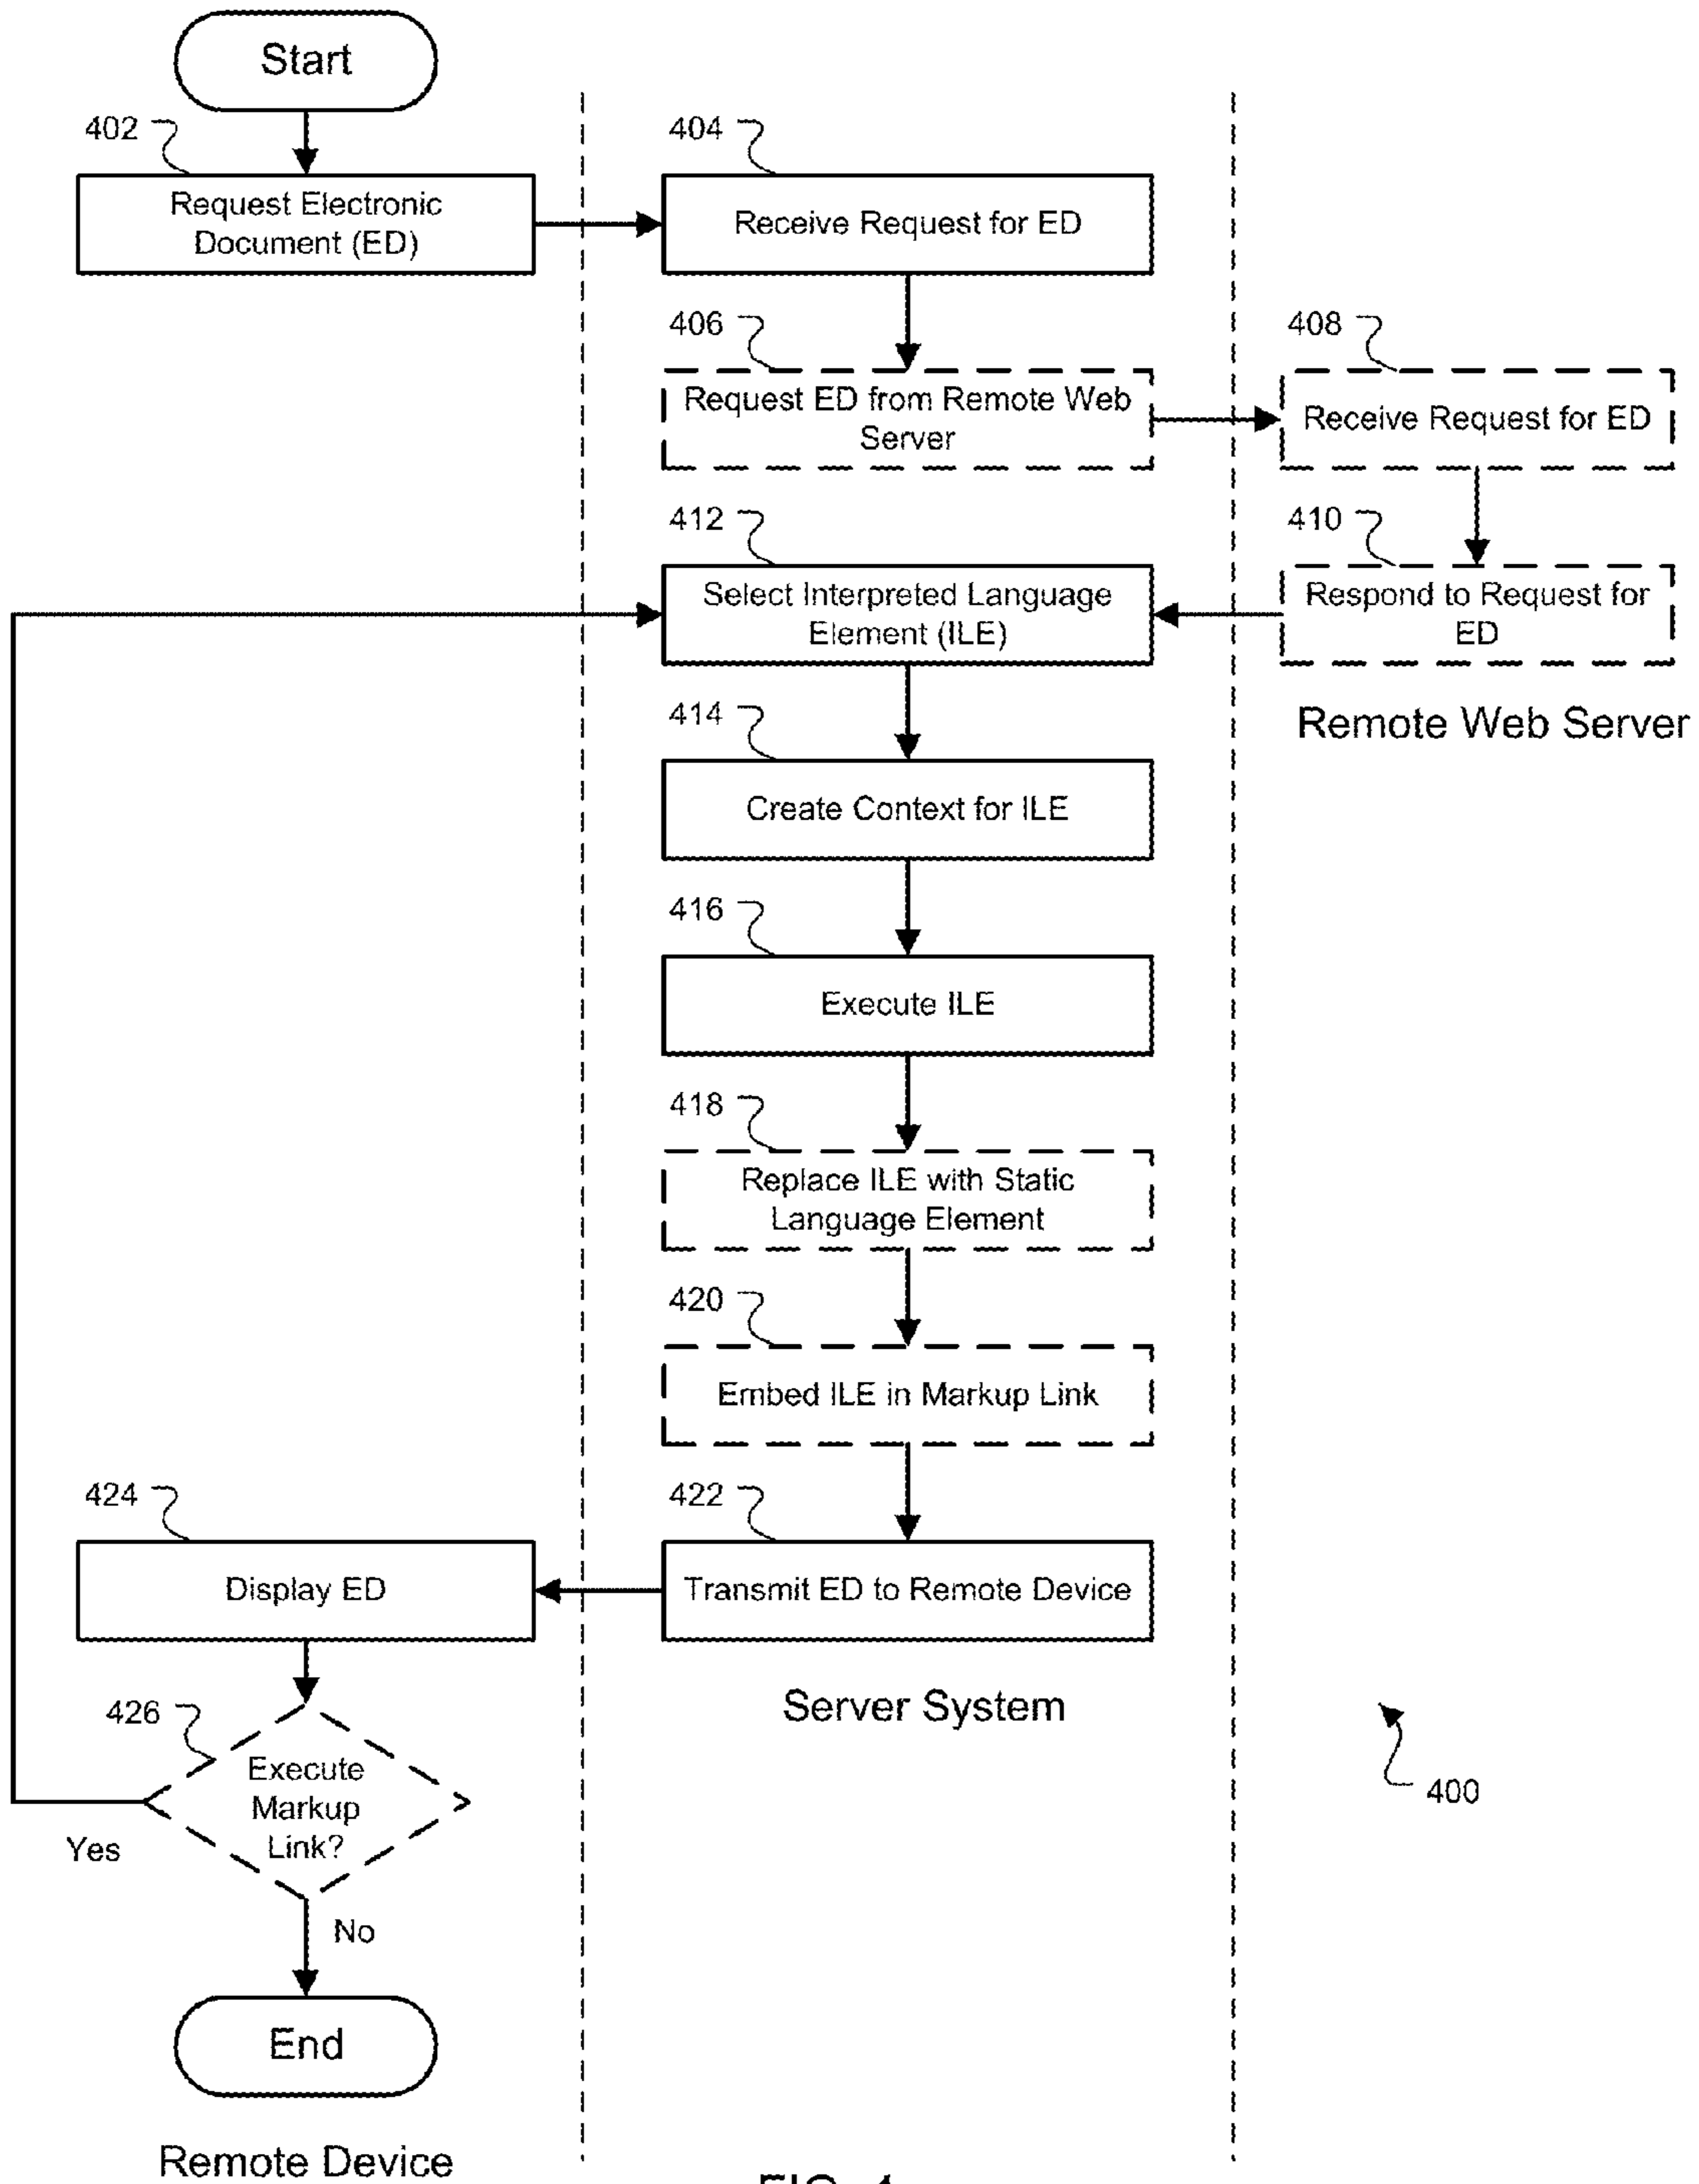 Start
402
Request Electronic
Document (ED)
404
Receive Request for ED
406
Request ED from Remote Web
Server
408
Receive Request for ED
410
Respond to Request for
ED
Remote Web Server
412
Select Interpreted Language
Element (ILE)
414
Create Context for ILE
416
Execute ILE
418
Replace ILE with Static
Language Element
420
Embed ILE in Markup Link
422
Transmit ED to Remote Device
Server System
424
Display ED
426
Execute
Markup
Link?
Yes
No
End
Remote Device
400